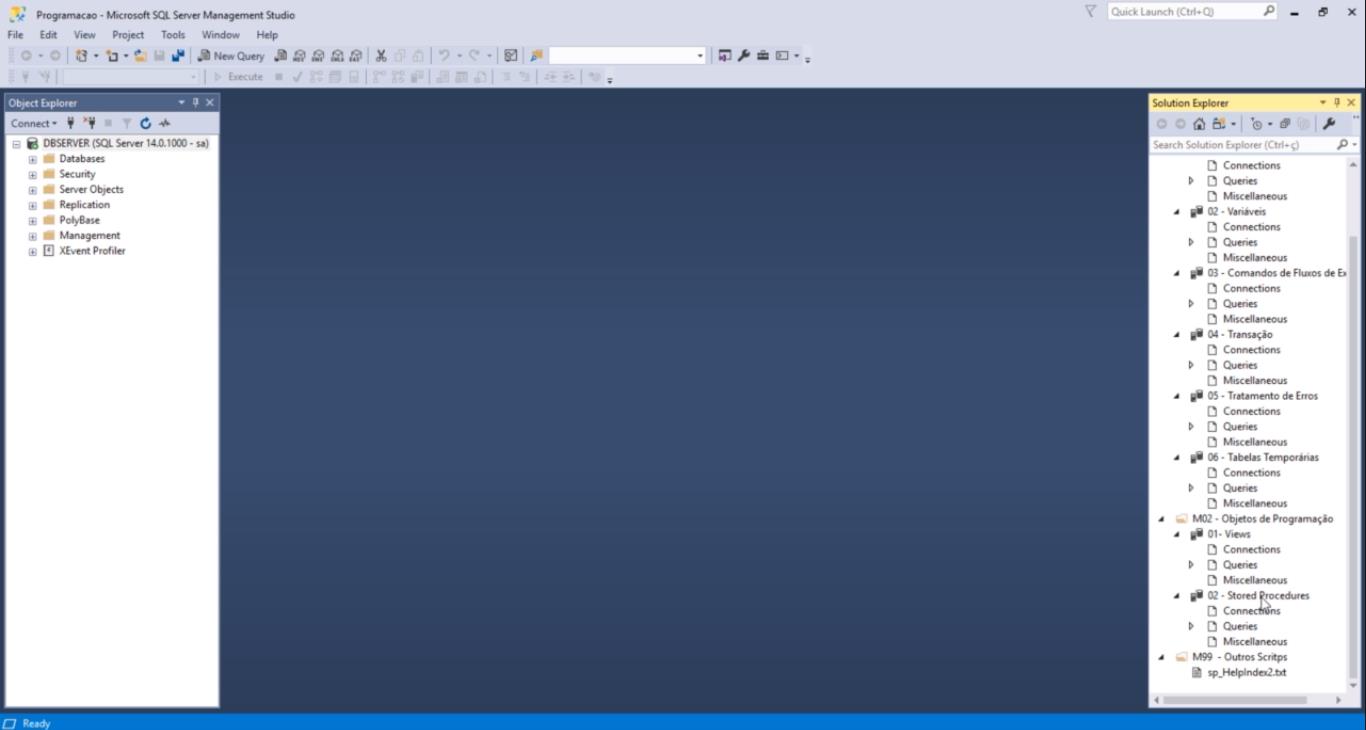 Programacao - Microsoft SQL Server Management Studio
Quick Launch (Ctrl+Q)
File Edit View Project Tools Window Help
New Query
Execute
Object Explorer
Connect
DBSERVER (SQL Server 14.0.1000 - sa)
Databases
Security
Server Objects
Replication
PolyBase
Management
XEvent Profiler
Solution Explorer
Search Solution Explorer (Ctrl+ç)
Connections
Queries
Miscellaneous
02 - Variáveis
Connections
Queries
Miscellaneous
03 - Comandos de Fluxos de Ex
Connections
Queries
Miscellaneous
04 - Transação
Connections
Queries
Miscellaneous
05 - Tratamento de Erros
Connections
Queries
Miscellaneous
06 - Tabelas Temporárias
Connections
Queries
Miscellaneous
M02 - Objetos de Programação
01- Views
Connections
Queries
Miscellaneous
02 - Stored Procedures
Connections
Queries
Miscellaneous
M99 - Outros Scritps
sp_HelpIndex2.txt
Ready